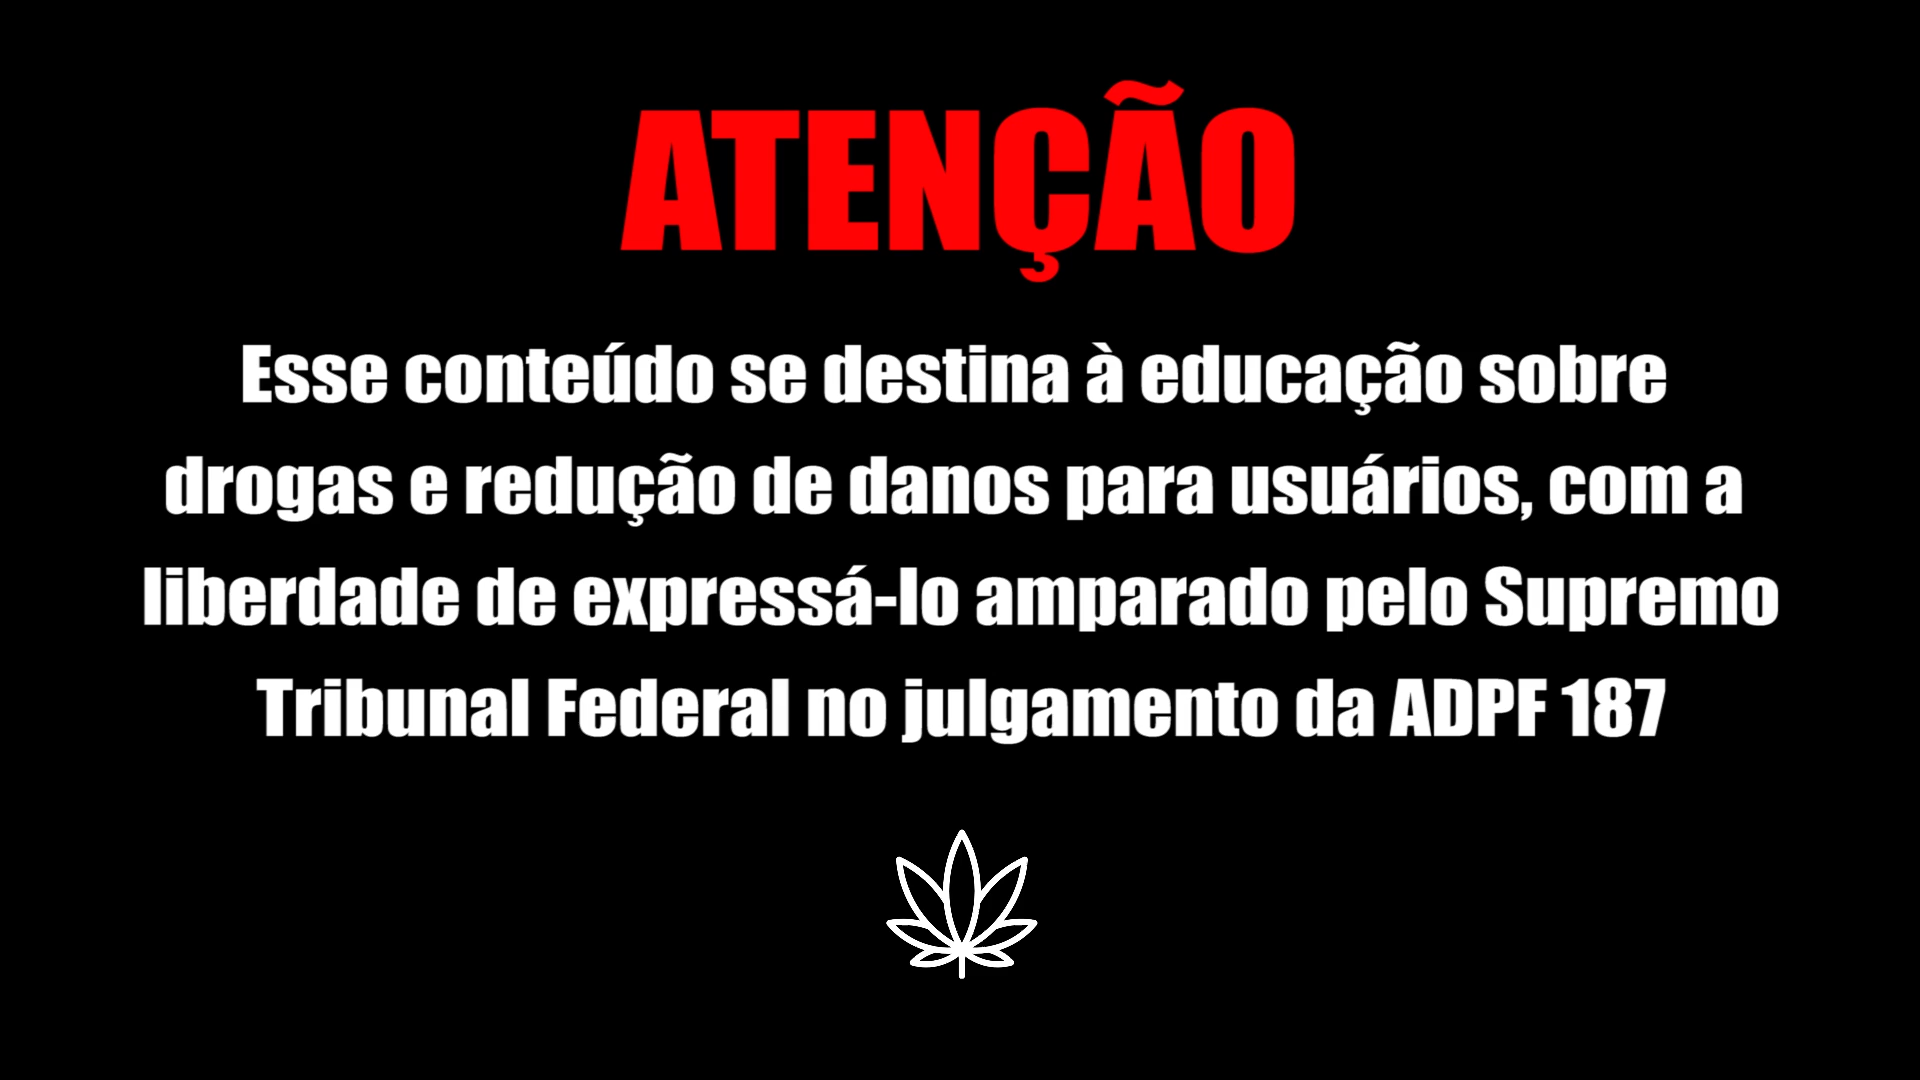 ATENÇÃO
Esse conteúdo se destina à educação sobre
drogas e redução de danos para usuários, com a
liberdade de expressá-lo amparado pelo Supremo
Tribunal Federal no julgamento da ADPF 187